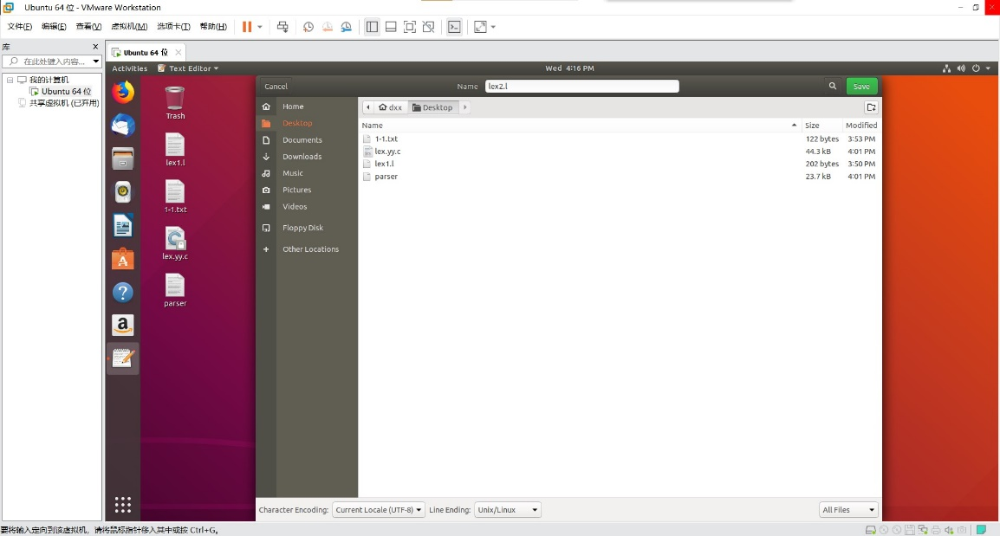 Ubuntu 64 位 - VMware Workstation
文件(F) 编辑(E) 查看(V) 虚拟机(M) 选项卡(T) 帮助(H)
库
在此处键入内容...
我的计算机
Ubuntu 64 位
共享虚拟机 (已弃用)
Ubuntu 64 位
Activities Text Editor Wed 4:16 PM
Trash
lex1.l
1-1.txt
lex.yy.c
parser
Cancel Name lex2.l Save
Home
Desktop
Documents
Downloads
Music
Pictures
Videos
Floppy Disk
Other Locations
dxx Desktop
Name Size Modified
1-1.txt 122 bytes 3:53 PM
lex.yy.c 44.3 kB 4:01 PM
lex1.l 202 bytes 3:50 PM
parser 23.7 kB 4:01 PM
Character Encoding: Current Locale (UTF-8) Line Ending: Unix/Linux All Files
要将输入定向到该虚拟机，请将鼠标指针移入其中或按 Ctrl+G。